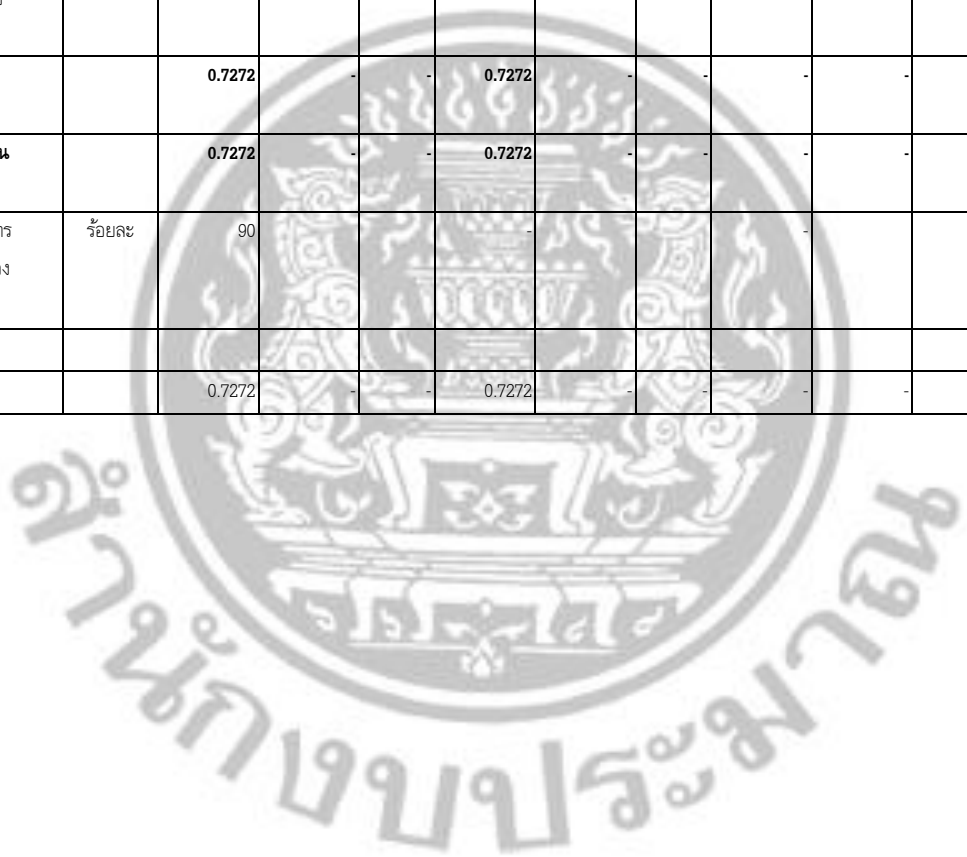 0.7272 - - 0.7272 - - - -
น 0.7272 - - 0.7272 - - - -
าร ร้อยละ 90 - -
ง
0.7272 - - 0.7272 - - - -
สำนักงบประมาณ